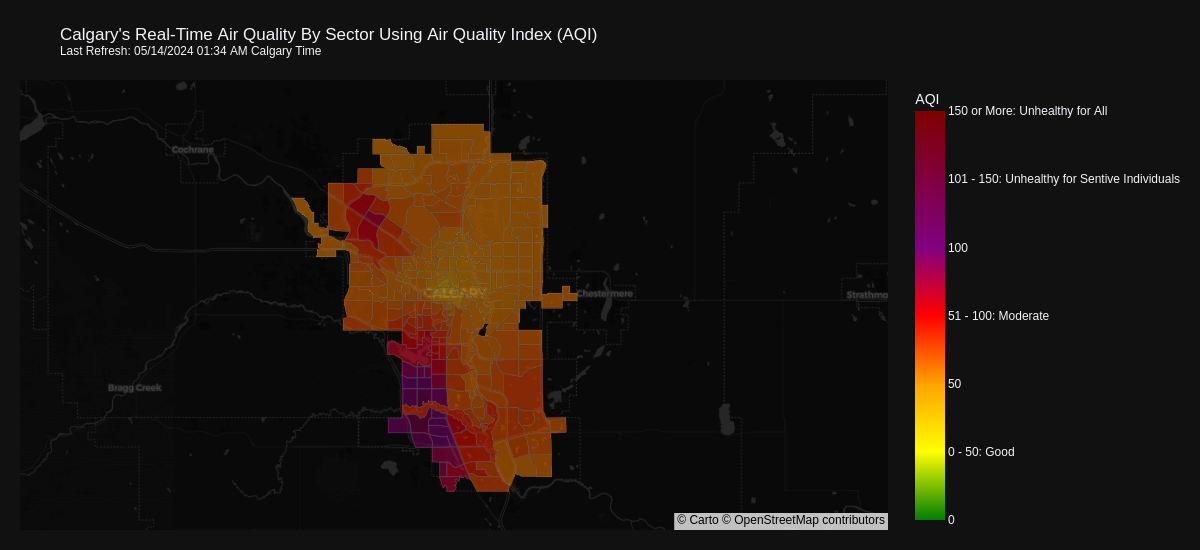 Calgary's Real-Time Air Quality By Sector Using Air Quality Index (AQI)
Last Refresh: 05/14/2024 01:34 AM Calgary Time
AQI
150 or More: Unhealthy for All
Cochrane
101 - 150: Unhealthy for Sentive Individuals
100
CALGARY
Chestermere
Strathmo
51 - 100: Moderate
Bragg Creek
50
0 - 50: Good
© Carto © OpenStreetMap contributors
0